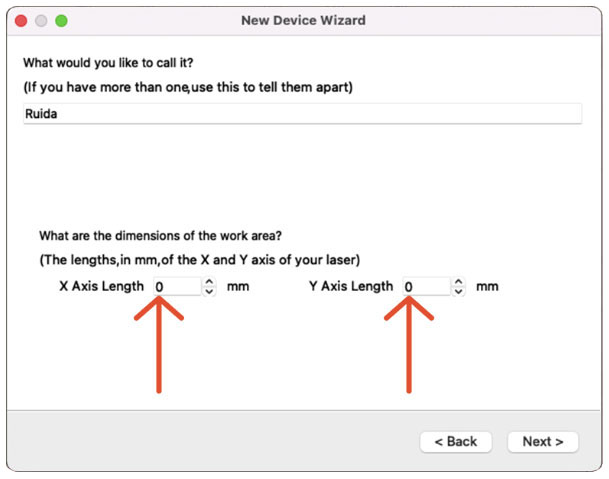 New Device Wizard
What would you like to call it?
(If you have more than one,use this to tell them apart)
Ruida
What are the dimensions of the work area?
(The lengths,in mm,of the X and Y axis of your laser)
X Axis Length 0 mm Y Axis Length 0 mm
< Back Next >